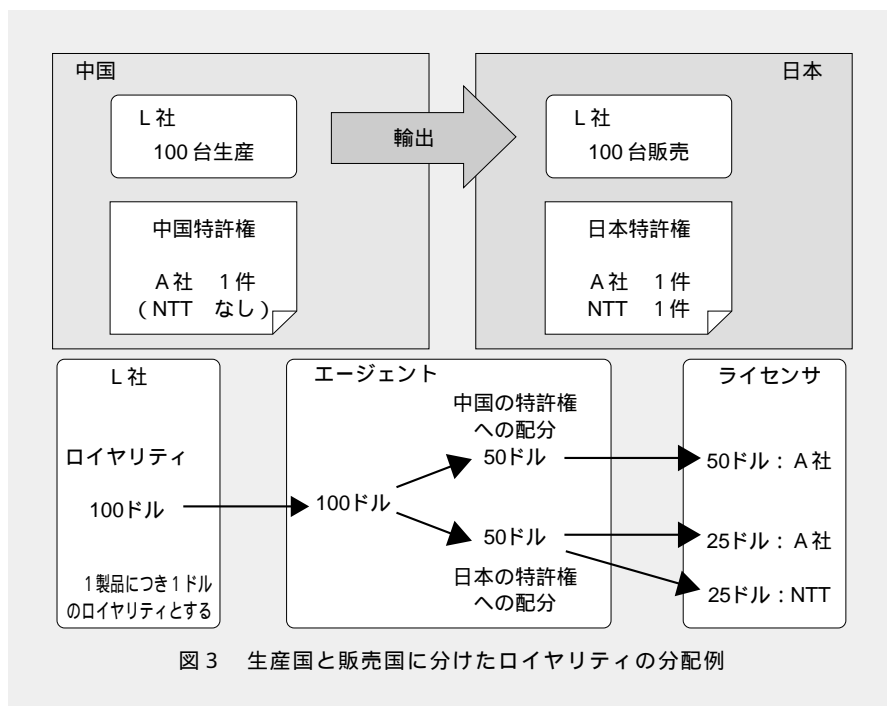 中国
L社
100台生産
中国特許権
A社 1件
(NTT なし)
輸出
日本
L社
100台販売
日本特許権
A社 1件
NTT 1件
L社
ロイヤリティ
100ドル
1製品につき1ドル
のロイヤリティとする
エージェント
100ドル
中国の特許権
への配分
50ドル
50ドル
日本の特許権
への配分
ライセンサ
50ドル:A社
25ドル:A社
25ドル:NTT
図3 生産国と販売国に分けたロイヤリティの分配例